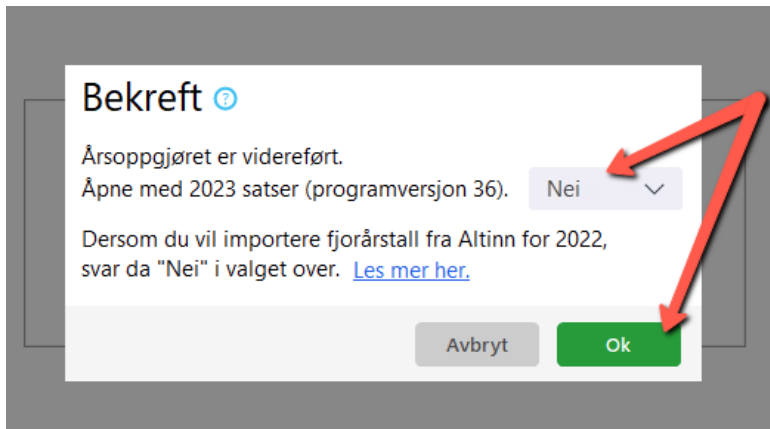 Bekreft ?
Årsoppgjøret er videreført.
Åpne med 2023 satser (programversjon 36). Nei
Dersom du vil importere fjorårstall fra Altinn for 2022,
svar da "Nei" i valget over. Les mer her.
Avbryt Ok